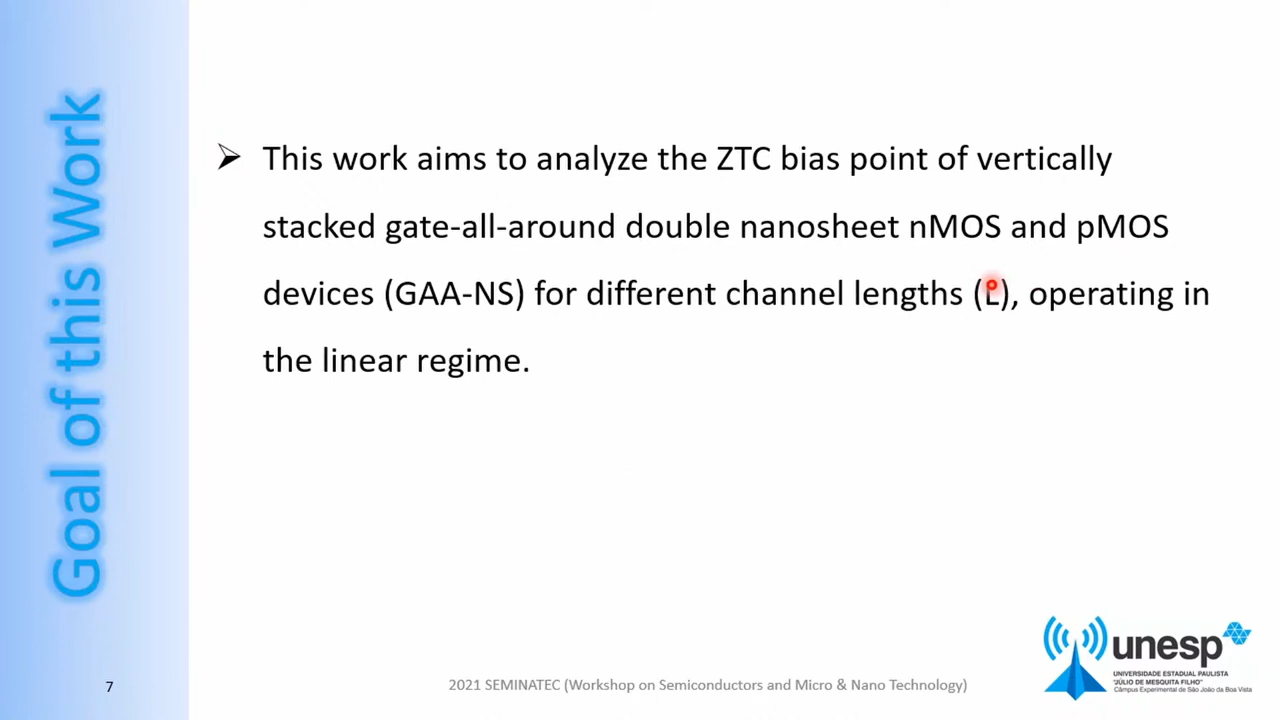 Goal of this Work
This work aims to analyze the ZTC bias point of vertically
stacked gate-all-around double nanosheet nMOS and pMOS
devices (GAA-NS) for different channel lengths (L), operating in
the linear regime.
unesp
UNIVERSIDADE ESTADUAL PAULISTA
"JÚLIO DE MESQUITA FILHO"
Câmpus Experimental de São João da Boa Vista
7
2021 SEMINATEC (Workshop on Semiconductors and Micro & Nano Technology)